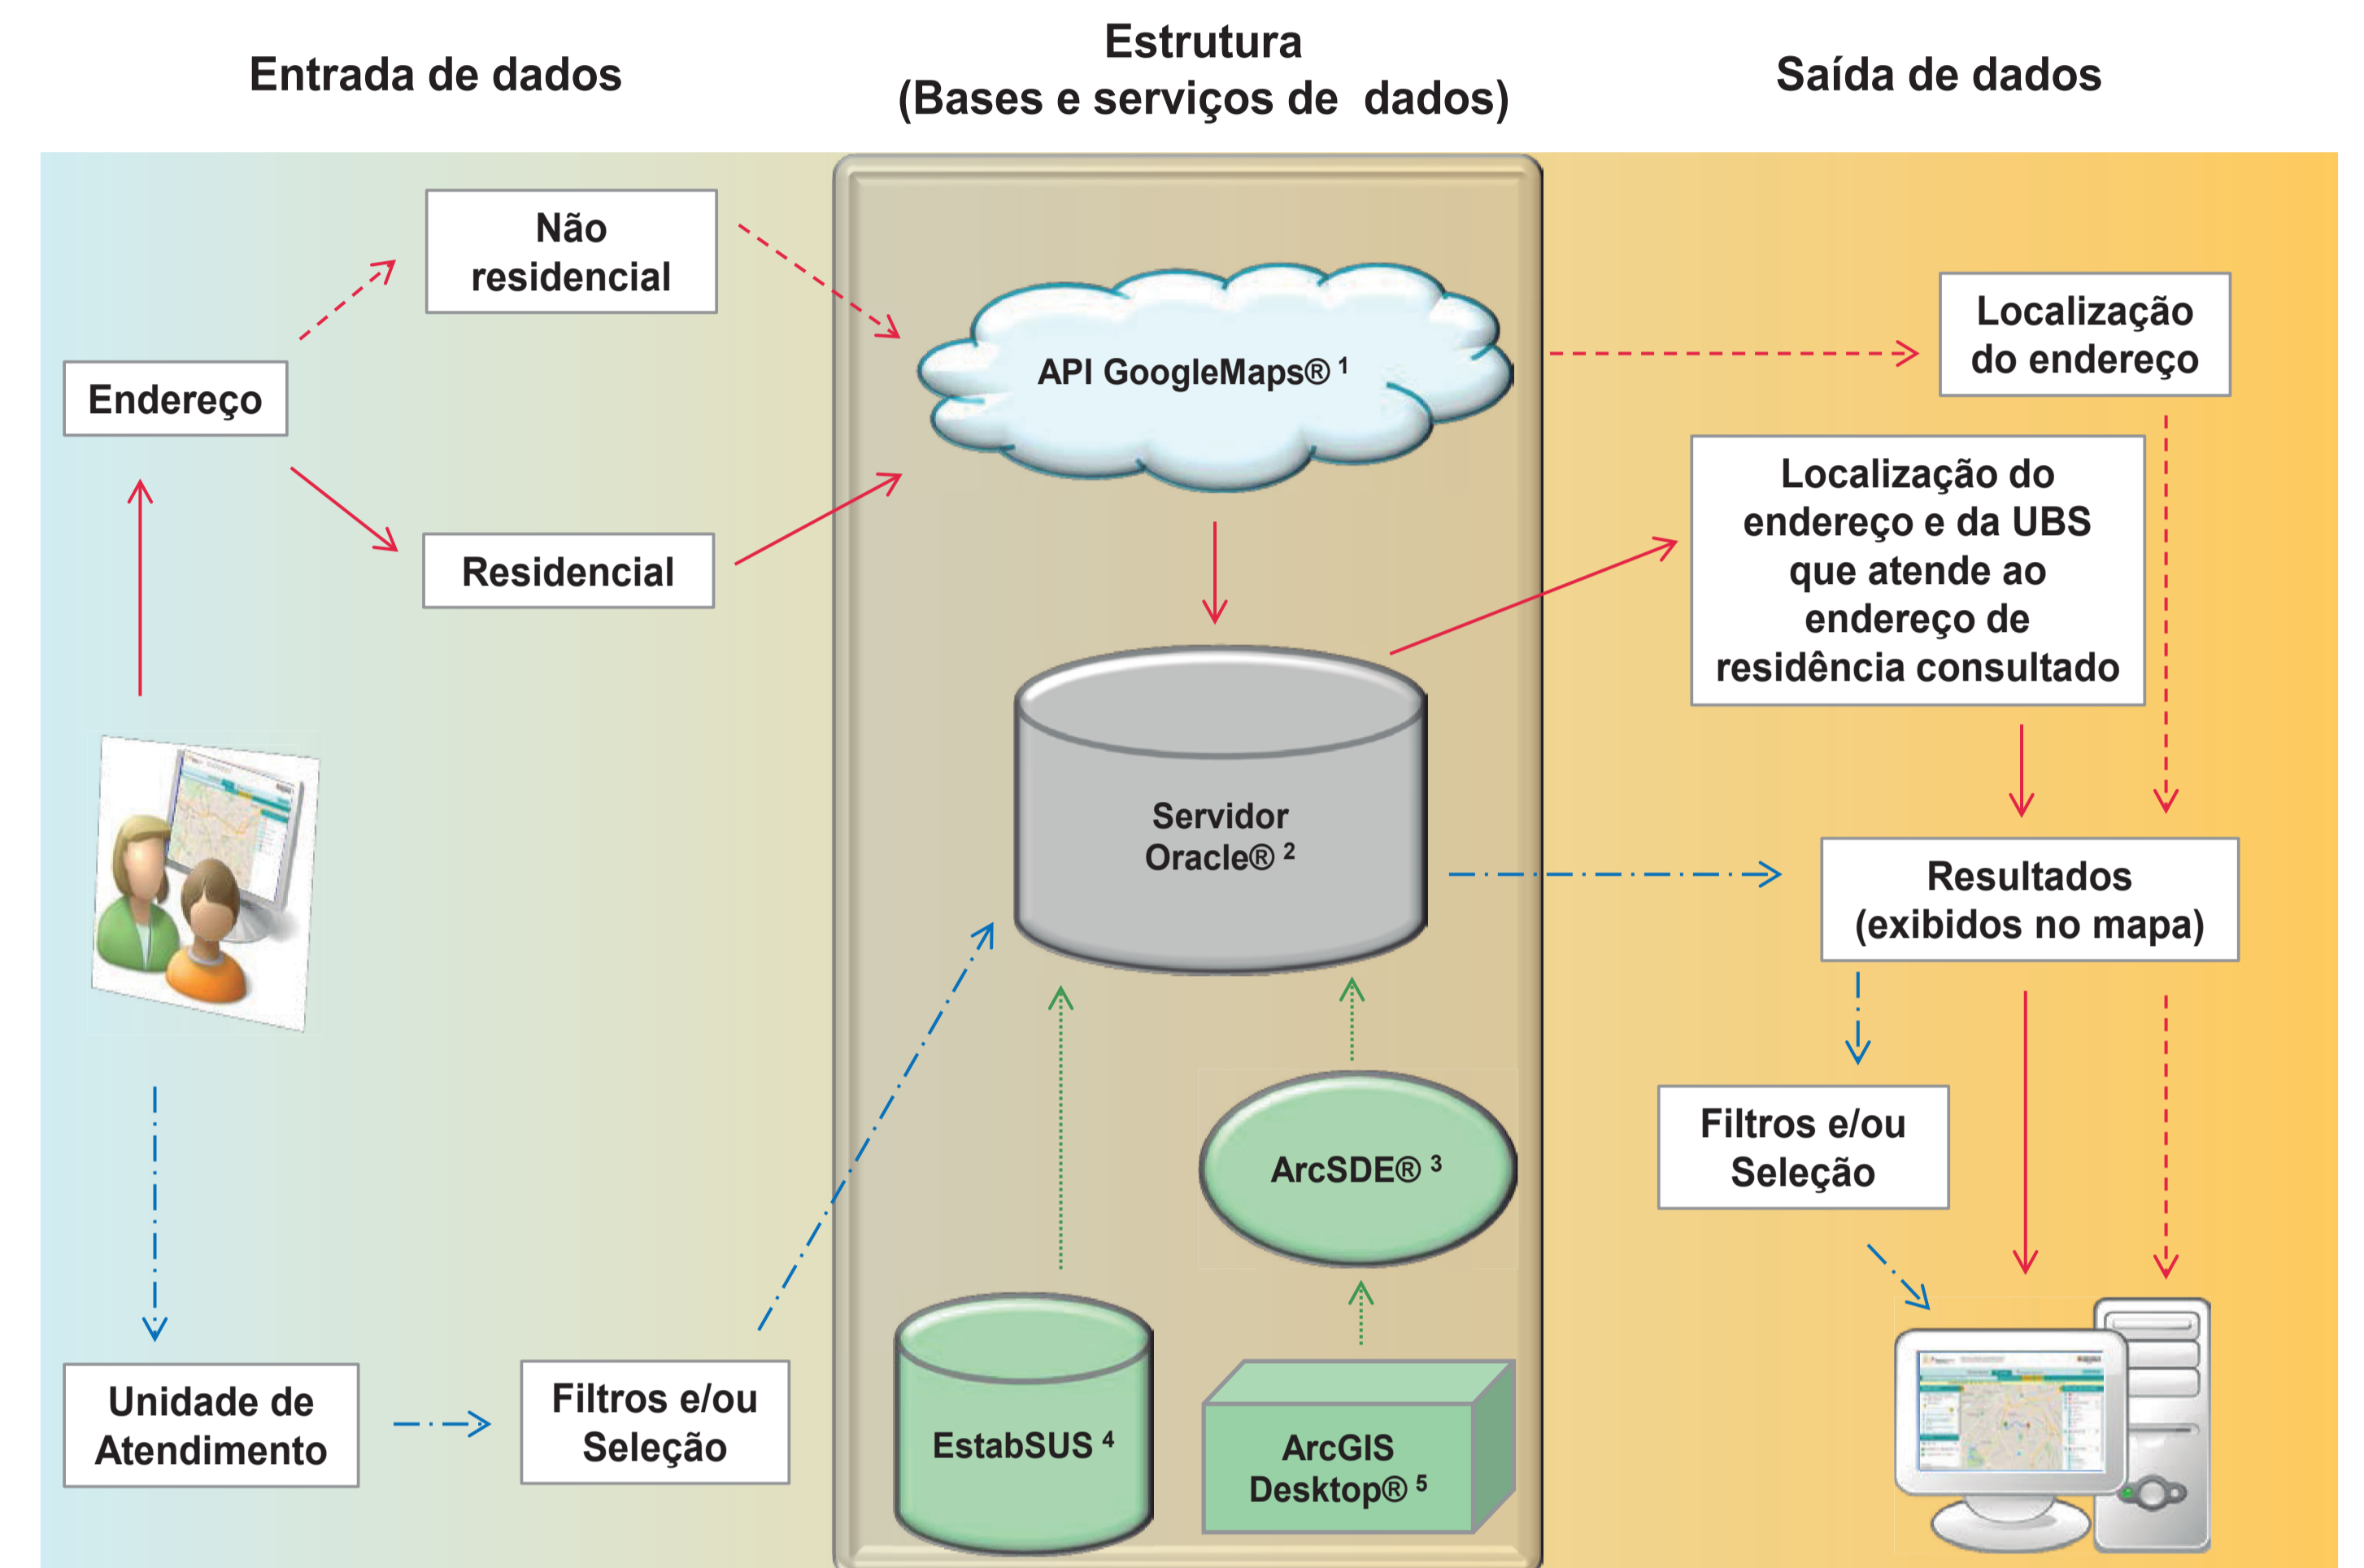 Entrada de dados
Estrutura
(Bases e serviços de dados)
Saída de dados
Não
residencial
Endereço
Residencial
Unidade de
Atendimento
Filtros e/ou
Seleção
API GoogleMaps® 1
Servidor
Oracle® 2
ArcSDE® 3
EstabSUS 4
ArcGIS
Desktop® 5
Localização
do endereço
Localização do
endereço e da UBS
que atende ao
endereço de
residência consultado
Resultados
(exibidos no mapa)
Filtros e/ou
Seleção